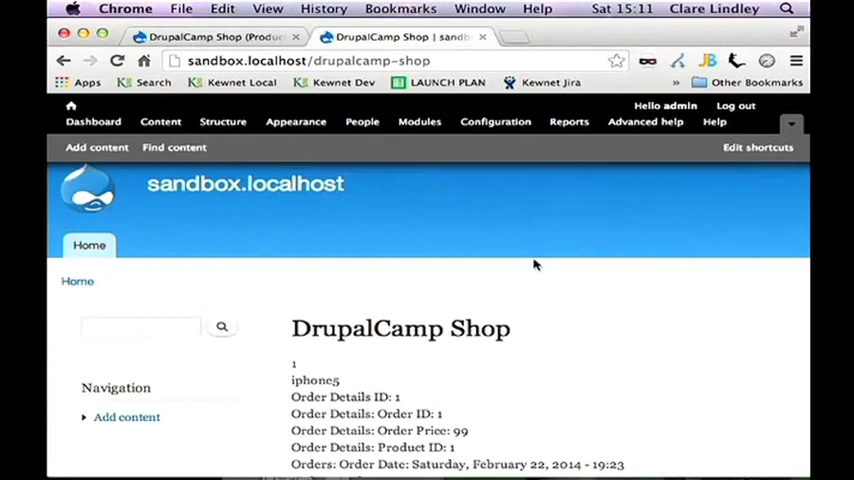 Chrome File Edit View History Bookmarks Window Help Sat 15:11 Clare Lindley
DrupalCamp Shop (Produc
DrupalCamp Shop | sandb
sandbox.localhost/drupalcamp-shop
Apps Search Kewnet Local Kewnet Dev LAUNCH PLAN Kewnet Jira » Other Bookmarks
Hello admin Log out
Dashboard Content Structure Appearance People Modules Configuration Reports Advanced help Help
Add content Find content Edit shortcuts
sandbox.localhost
Home
Home
DrupalCamp Shop
1
iphone5
Navigation
Add content
Order Details ID: 1
Order Details: Order ID: 1
Order Details: Order Price: 99
Order Details: Product ID: 1
Orders: Order Date: Saturday, February 22, 2014 - 19:23